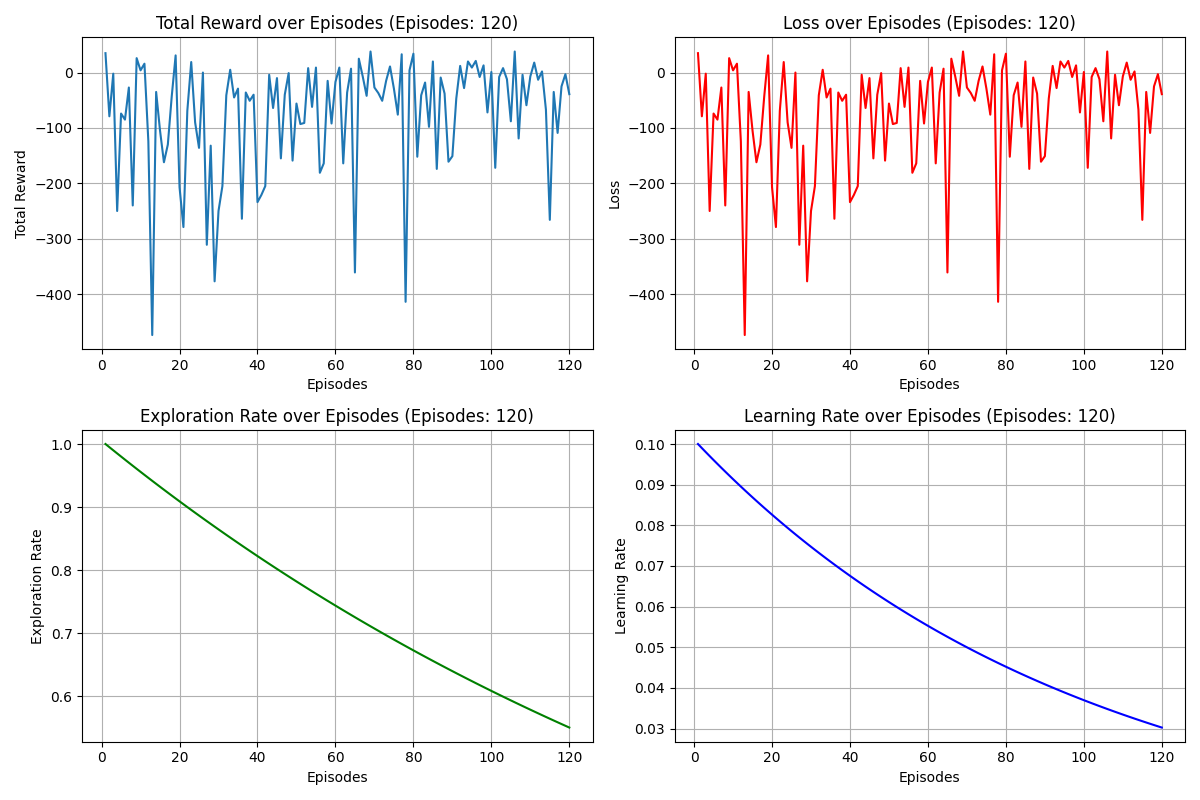 Total Reward over Episodes (Episodes: 120)
Total Reward
0
−100
−200
−300
−400
0 20 40 60 80 100 120
Episodes
Loss over Episodes (Episodes: 120)
Loss
0
−100
−200
−300
−400
0 20 40 60 80 100 120
Episodes
Exploration Rate over Episodes (Episodes: 120)
Exploration Rate
1.0
0.9
0.8
0.7
0.6
0 20 40 60 80 100 120
Episodes
Learning Rate over Episodes (Episodes: 120)
Learning Rate
0.10
0.09
0.08
0.07
0.06
0.05
0.04
0.03
0 20 40 60 80 100 120
Episodes